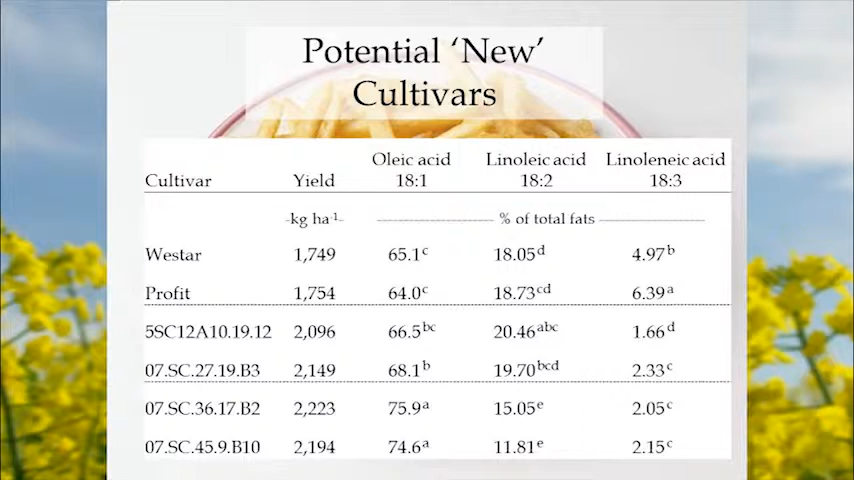 Potential ‘New’
Cultivars
Oleic acid Linoleic acid Linoleneic acid
Cultivar Yield 18:1 18:2 18:3
-kg ha-1- % of total fats
Westar 1,749 65.1c 18.05d 4.97b
Profit 1,754 64.0c 18.73cd 6.39a
5SC12A10.19.12 2,096 66.5bc 20.46abc 1.66d
07.SC.27.19.B3 2,149 68.1b 19.70bcd 2.33c
07.SC.36.17.B2 2,223 75.9a 15.05e 2.05c
07.SC.45.9.B10 2,194 74.6a 11.81e 2.15c